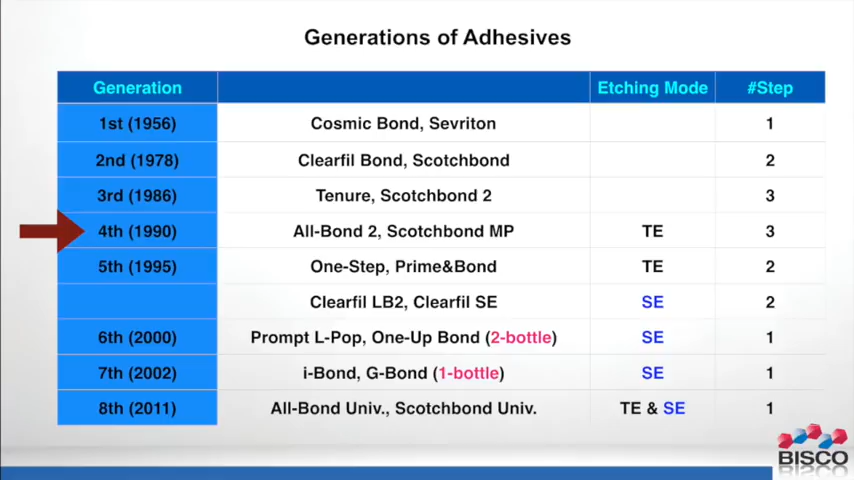 Generations of Adhesives
Generation Etching Mode #Step
1st (1956) Cosmic Bond, Sevriton 1
2nd (1978) Clearfil Bond, Scotchbond 2
3rd (1986) Tenure, Scotchbond 2 3
4th (1990) All-Bond 2, Scotchbond MP TE 3
5th (1995) One-Step, Prime&Bond TE 2
Clearfil LB2, Clearfil SE SE 2
6th (2000) Prompt L-Pop, One-Up Bond (2-bottle) SE 1
7th (2002) i-Bond, G-Bond (1-bottle) SE 1
8th (2011) All-Bond Univ., Scotchbond Univ. TE & SE 1
BISCO